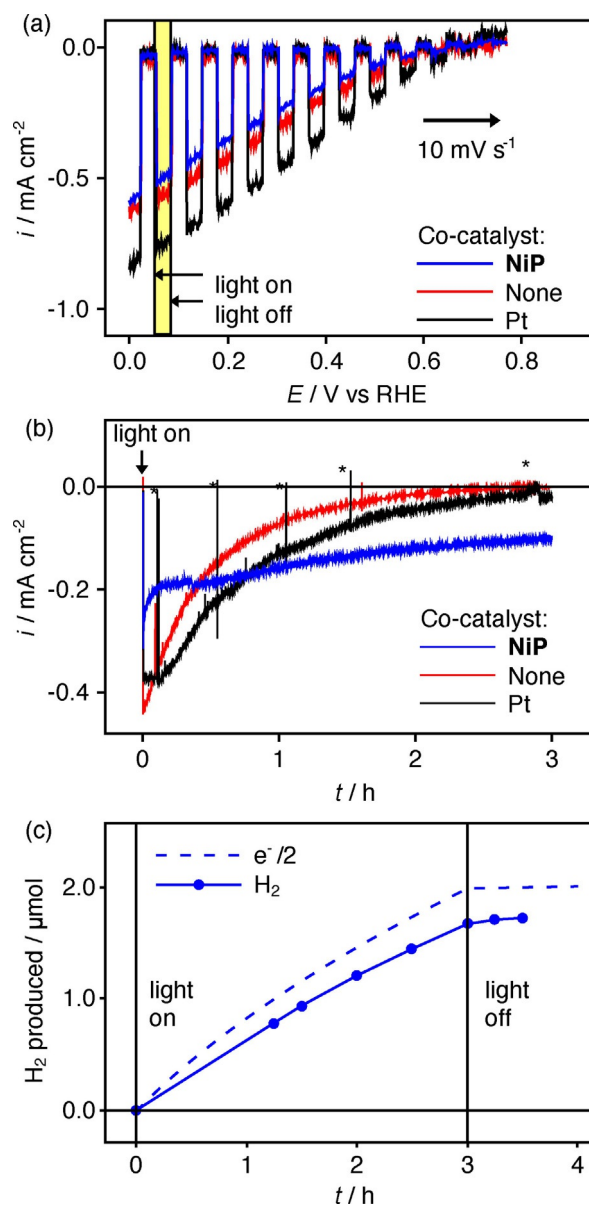 (a)
0.0
-0.5
-1.0
i / mA cm⁻²
10 mV s⁻¹
Co-catalyst:
NiP
None
Pt
light on
light off
0.0 0.2 0.4 0.6 0.8
E / V vs RHE
(b)
light on
* * * * *
0.0
-0.2
-0.4
i / mA cm⁻²
Co-catalyst:
NiP
None
Pt
0 1 2 3
t / h
(c)
e⁻/2
H₂
2.0
1.0
0.0
H₂ produced / μmol
light
on
light
off
0 1 2 3 4
t / h